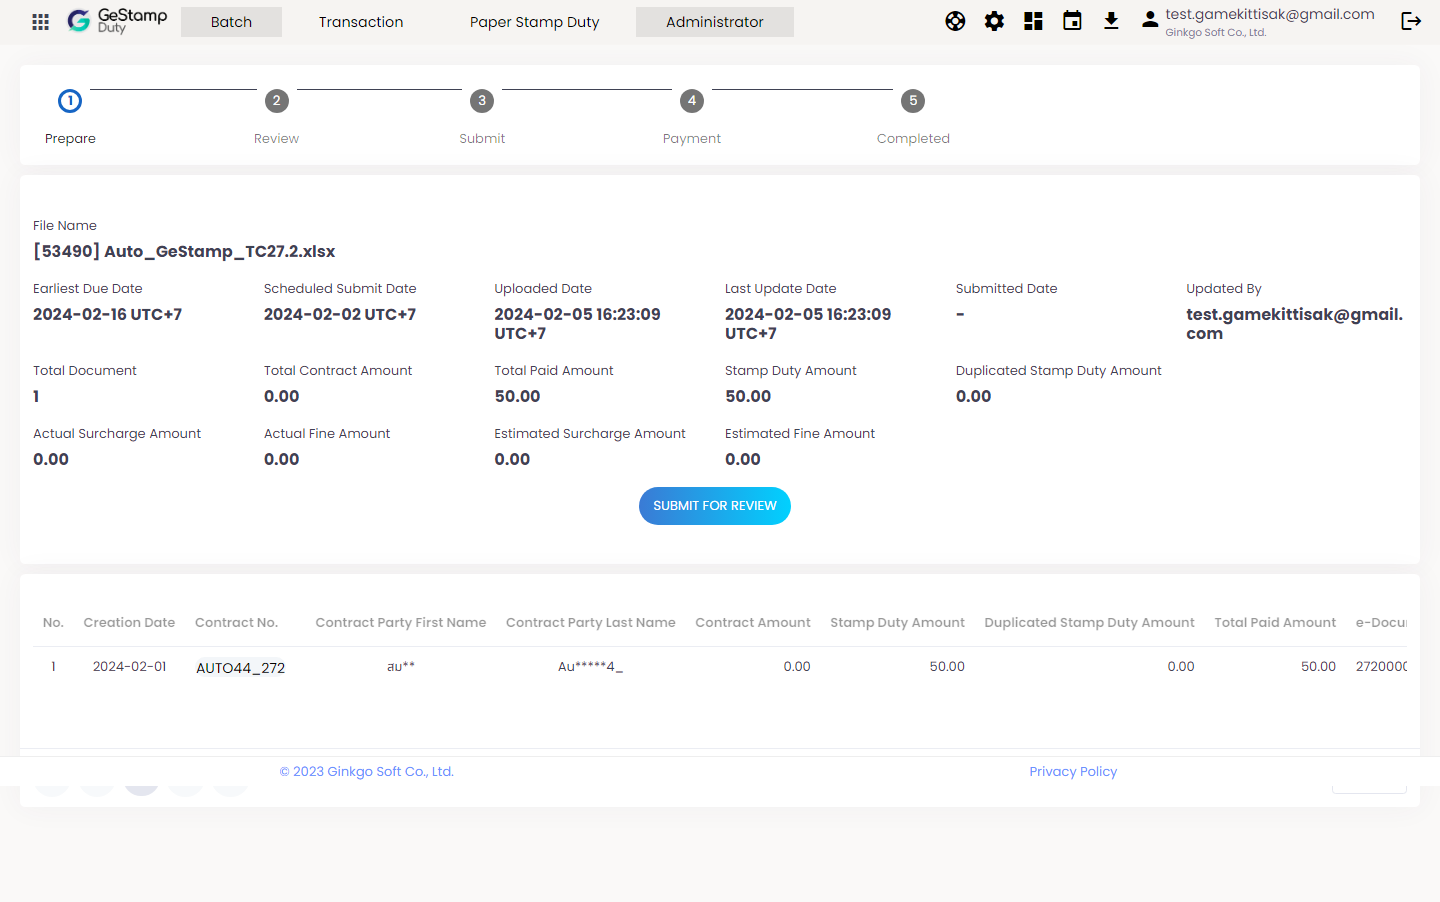 GeStamp
Duty
Batch
Transaction
Paper Stamp Duty
Administrator
test.gamekittisak@gmail.com
Ginkgo Soft Co., Ltd.
1
2
3
4
5
Prepare
Review
Submit
Payment
Completed
File Name
[53490] Auto_GeStamp_TC27.2.xlsx
Earliest Due Date
2024-02-16 UTC+7
Scheduled Submit Date
2024-02-02 UTC+7
Uploaded Date
2024-02-05 16:23:09
UTC+7
Last Update Date
2024-02-05 16:23:09
UTC+7
Submitted Date
-
Updated By
test.gamekittisak@gmail.
com
Total Document
1
Total Contract Amount
0.00
Total Paid Amount
50.00
Stamp Duty Amount
50.00
Duplicated Stamp Duty Amount
0.00
Actual Surcharge Amount
0.00
Actual Fine Amount
0.00
Estimated Surcharge Amount
0.00
Estimated Fine Amount
0.00
SUBMIT FOR REVIEW
No. Creation Date Contract No. Contract Party First Name Contract Party Last Name Contract Amount Stamp Duty Amount Duplicated Stamp Duty Amount Total Paid Amount
1 2024-02-01 AUTO44_272 สม** Au*****4_ 0.00 50.00 0.00 50.00
© 2023 Ginkgo Soft Co., Ltd.
Privacy Policy